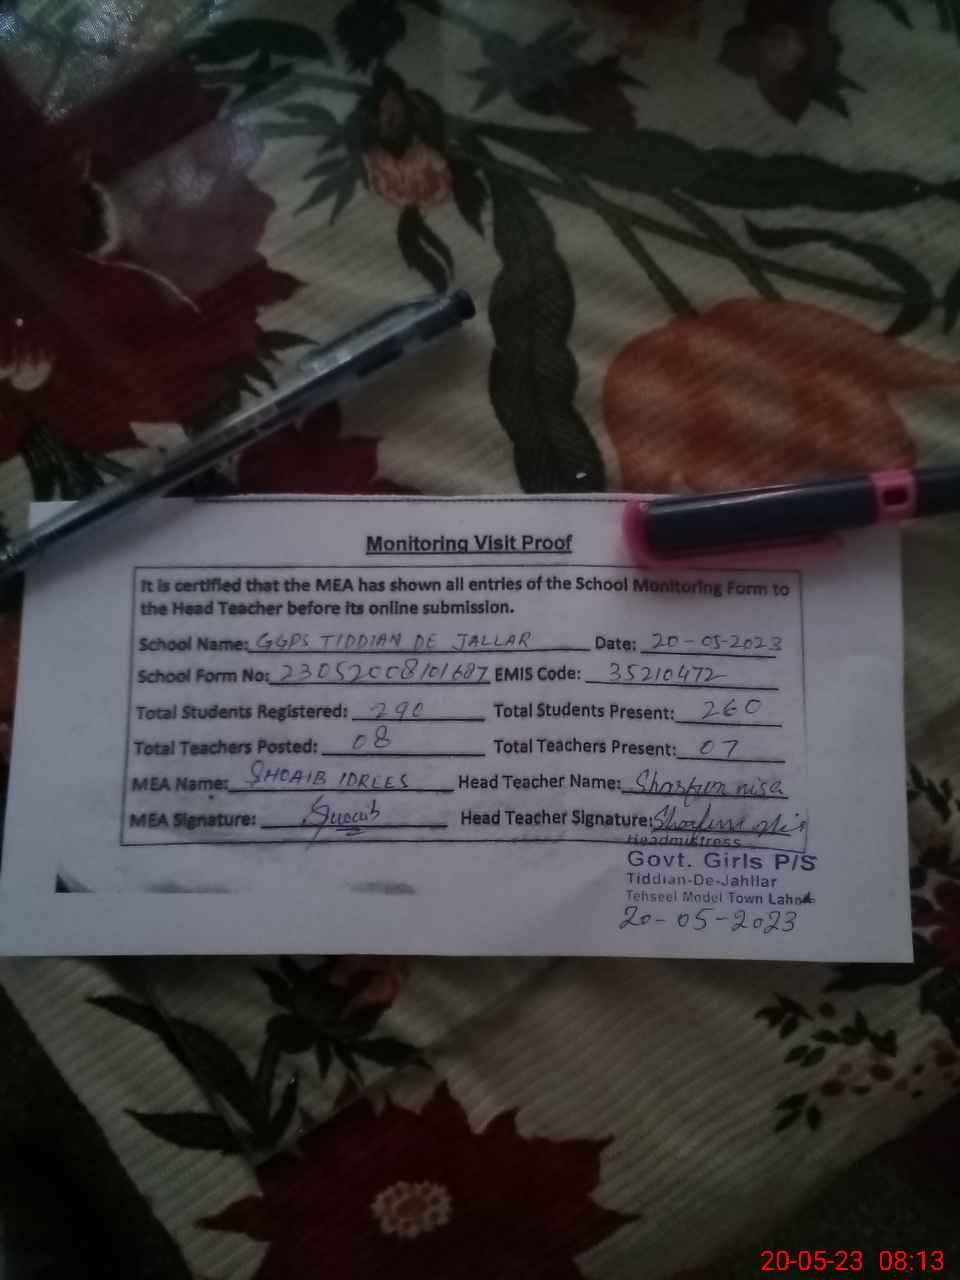 Monitoring Visit Proof
It is certified that the MEA has shown all entries of the School Monitoring Form to
the Head Teacher before its online submission.
School Name: GGPS TIDDIAN DE JALLAR Date: 20-05-2023
School Form No: 23052008101687 EMIS Code: 35210472
Total Students Registered: 290 Total Students Present: 260
Total Teachers Posted: 08 Total Teachers Present: 07
MEA Name: SHOAIB IDREES Head Teacher Name: nisa
MEA Signature: Head Teacher Signature:
Headmistress
Govt. Girls P/S
Tiddian-De-Jahllar
Tehseel Model Town Lahore
20-05-2023
20-05-23 08:13